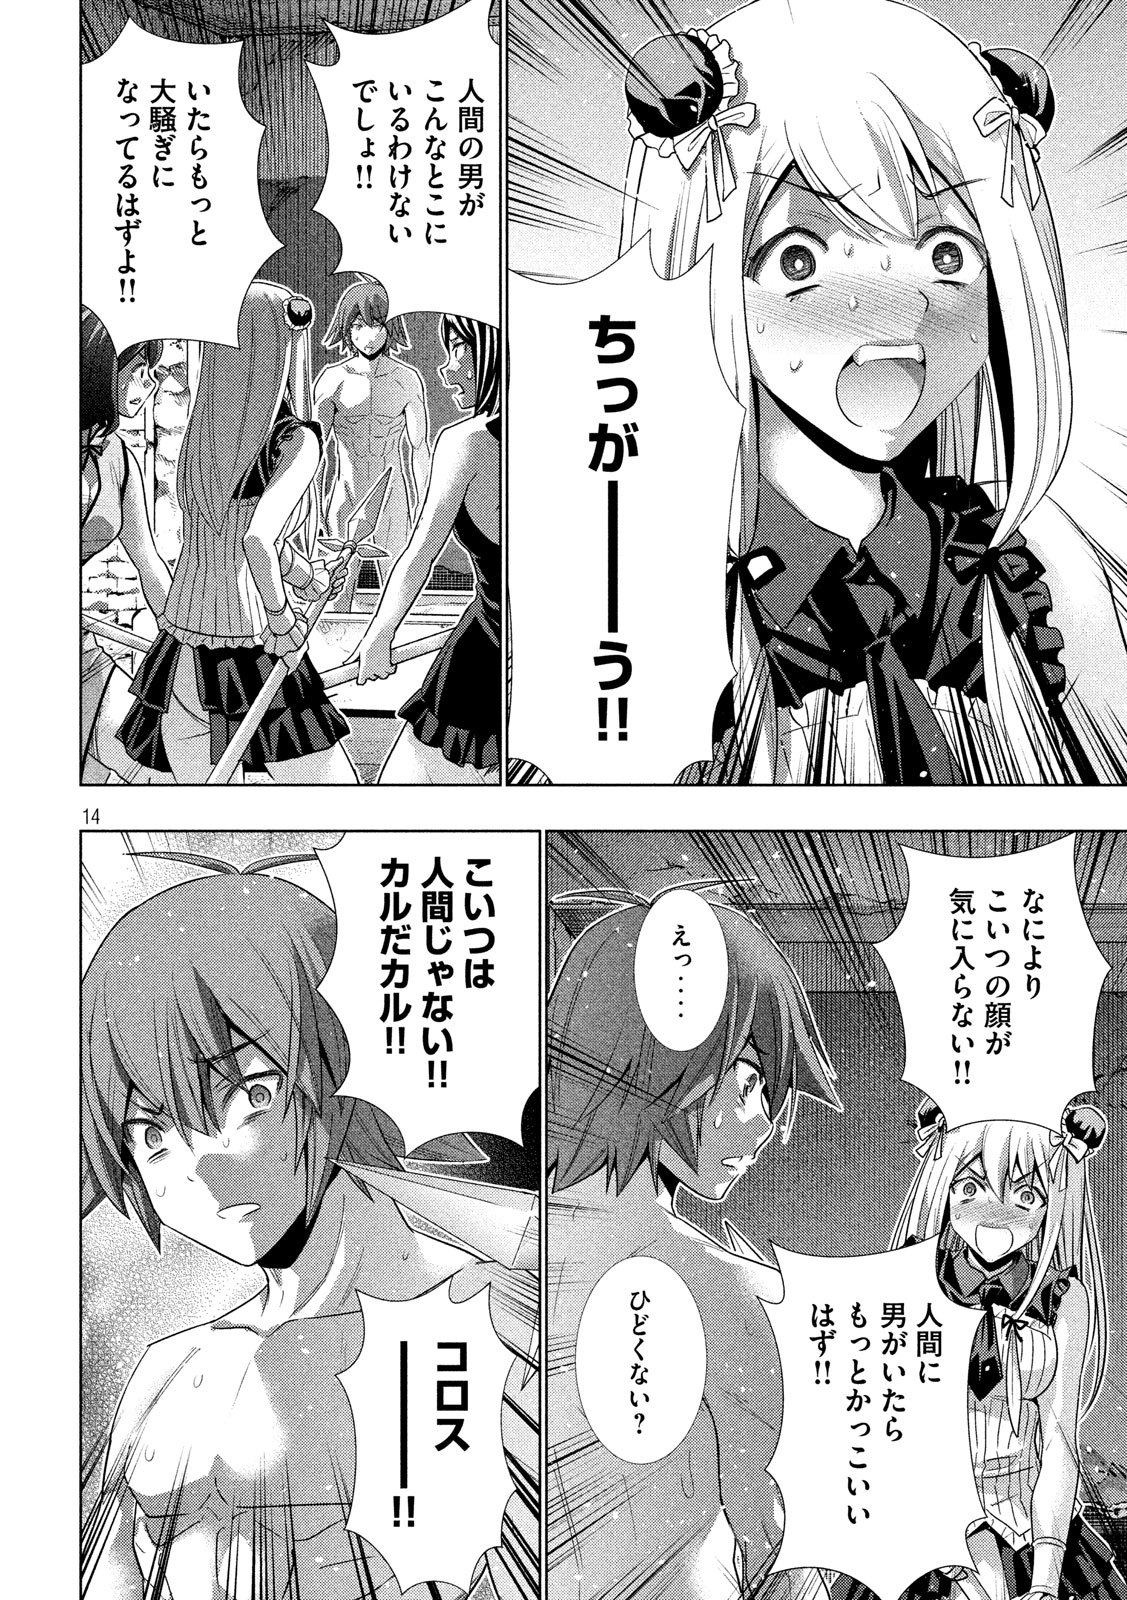 ちっがーーう!!
人間の男が
こんなとこに
いるわけない
でしょ!!
いたらもっと
大騒ぎに
なってるはずよ!!
14
なにより
こいつの顔が
気に入らない!!
人間に
男がいたら
もっとかっこいい
はず!!
えっ‥‥
ひどくない?
こいつは
人間じゃない!!
カルだカル!!
コロスーー!!